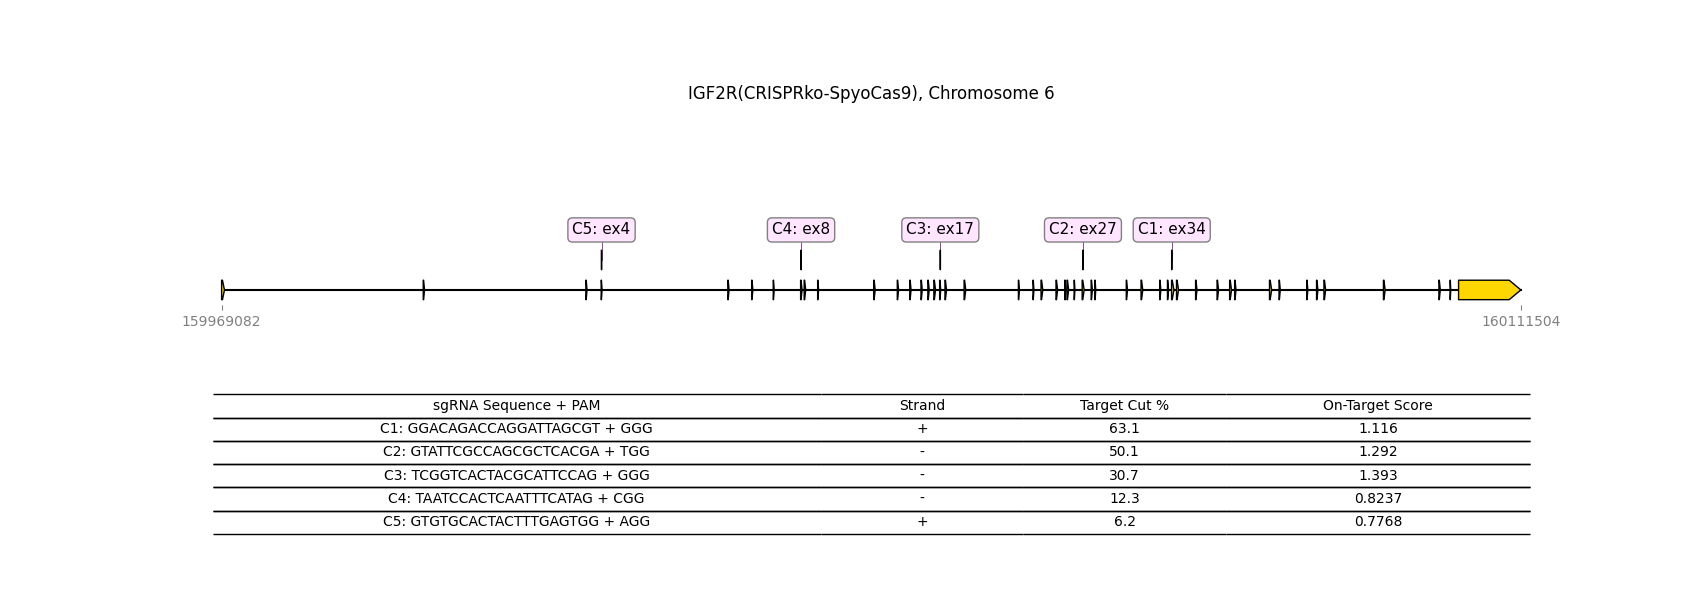 IGF2R(CRISPRko-SpyoCas9), Chromosome 6
C5: ex4 C4: ex8 C3: ex17 C2: ex27 C1: ex34
159969082 160111504
sgRNA Sequence + PAM Strand Target Cut % On-Target Score
C1: GGACAGACCAGGATTAGCGT + GGG + 63.1 1.116
C2: GTATTCGCCAGCGCTCACGA + TGG - 50.1 1.292
C3: TCGGTCACTACGCATTCCAG + GGG - 30.7 1.393
C4: TAATCCACTCAATTTCATAG + CGG - 12.3 0.8237
C5: GTGTGCACTACTTTGAGTGG + AGG + 6.2 0.7768